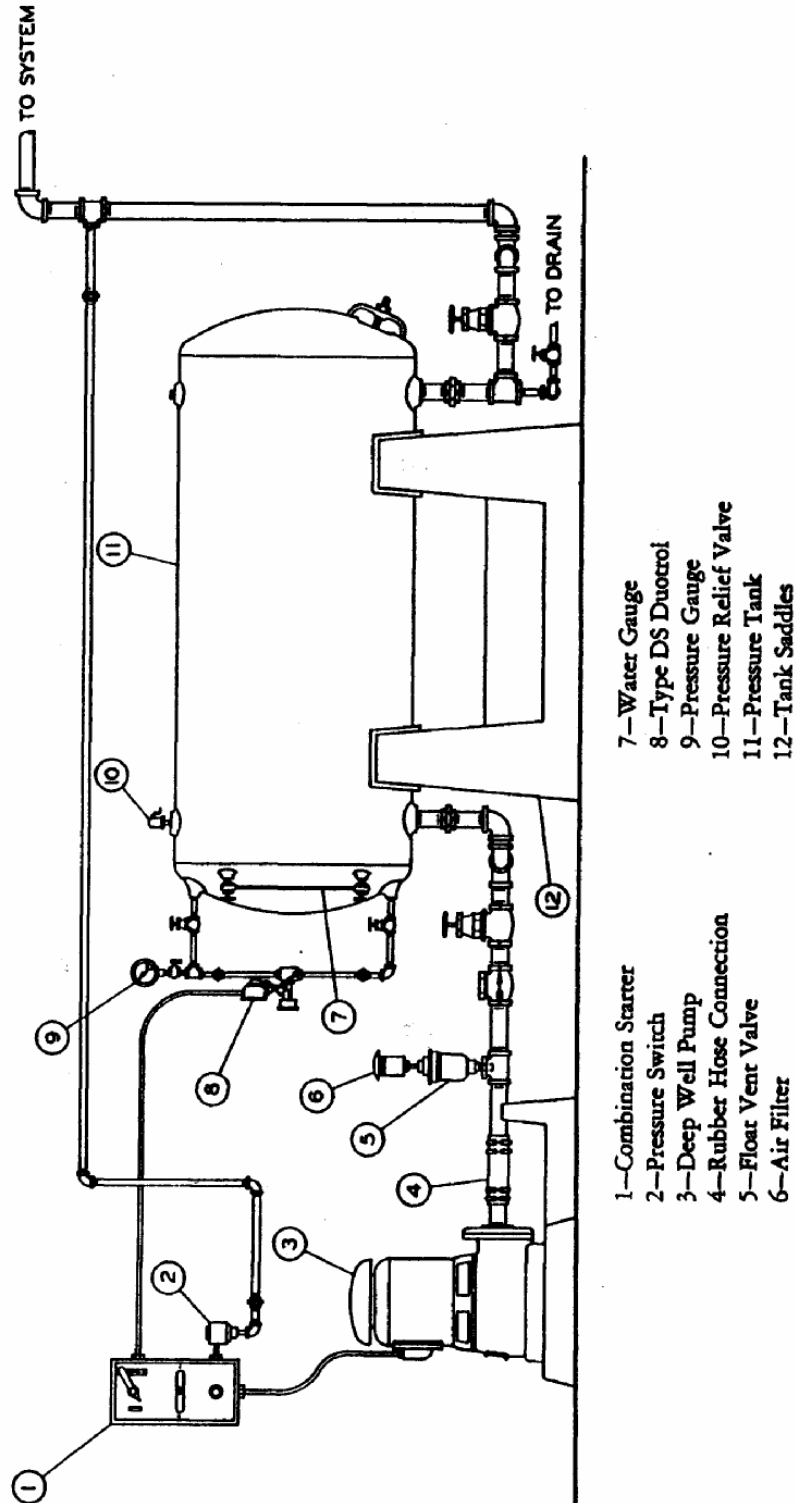 TO SYSTEM
TO DRAIN
1
2
3
4
5
6
7
8
9
10
11
12
1—Combination Starter
2—Pressure Switch
3—Deep Well Pump
4—Rubber Hose Connection
5—Float Vent Valve
6—Air Filter
7—Water Gauge
8—Type DS Duotrol
9—Pressure Gauge
10—Pressure Relief Valve
11—Pressure Tank
12—Tank Saddles